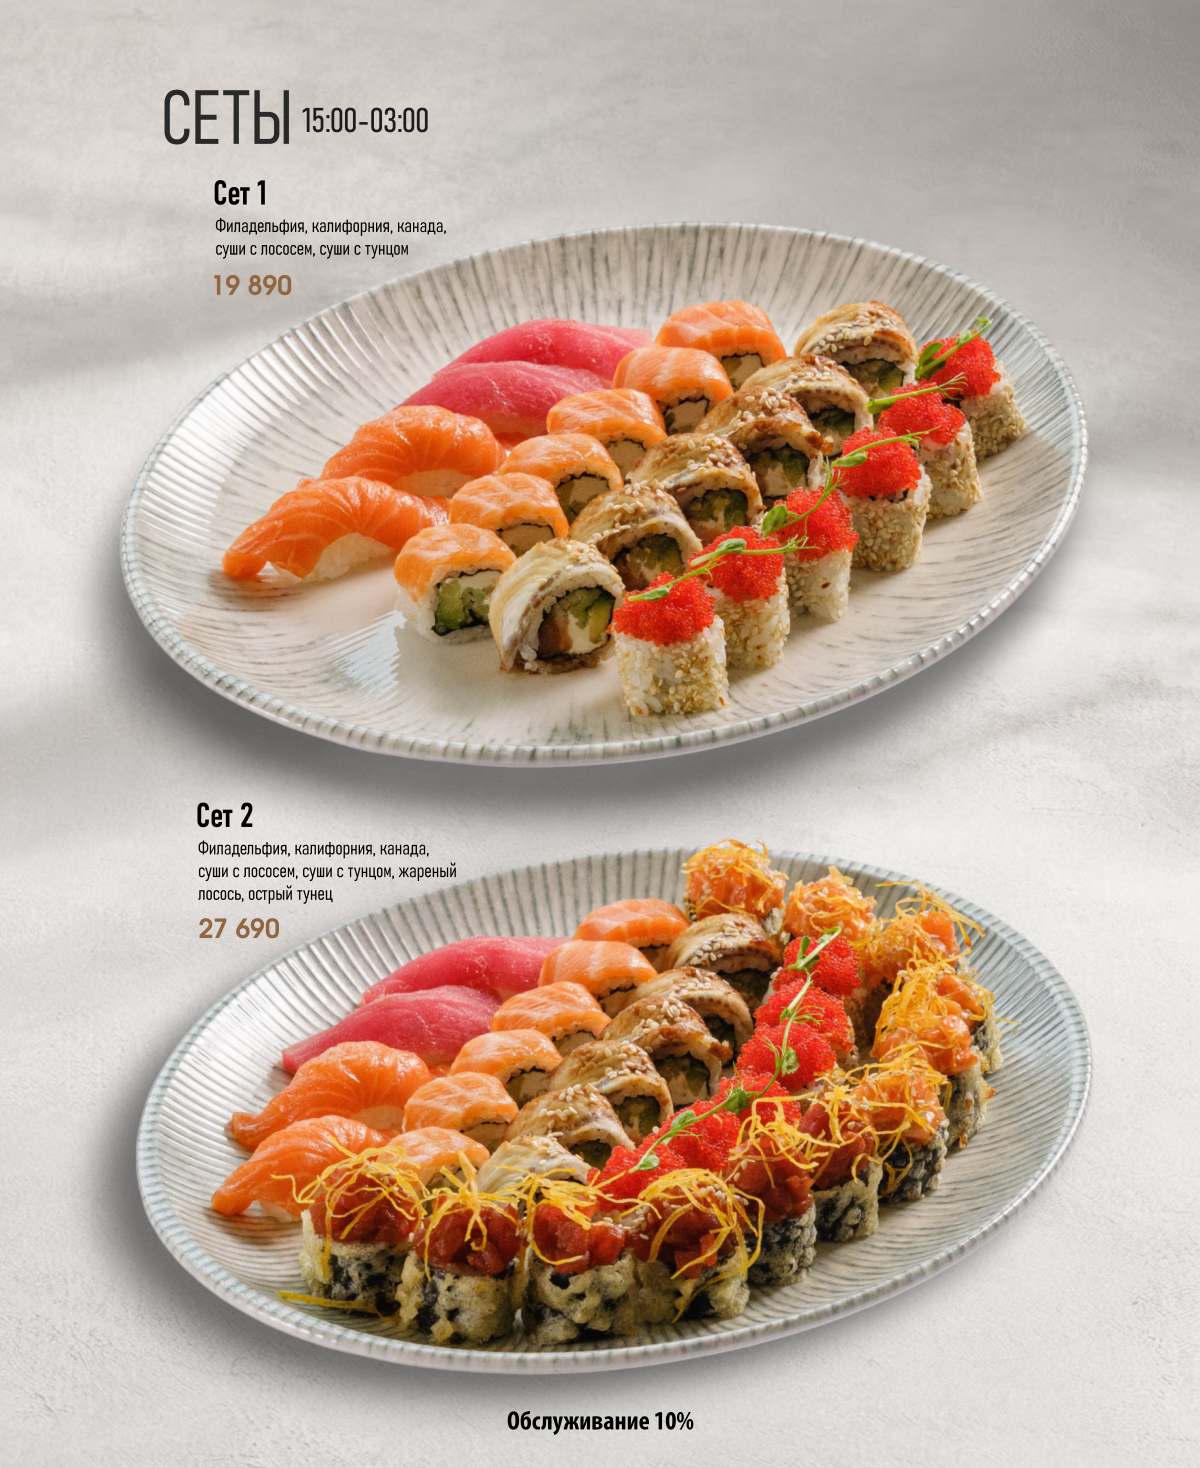 СЕТЫ 15:00-03:00
Сет 1
Филадельфия, калифорния, канада,
суши с лососем, суши с тунцом
19 890
Сет 2
Филадельфия, калифорния, канада,
суши с лососем, суши с тунцом, жареный
лосось, острый тунец
27 690
Обслуживание 10%